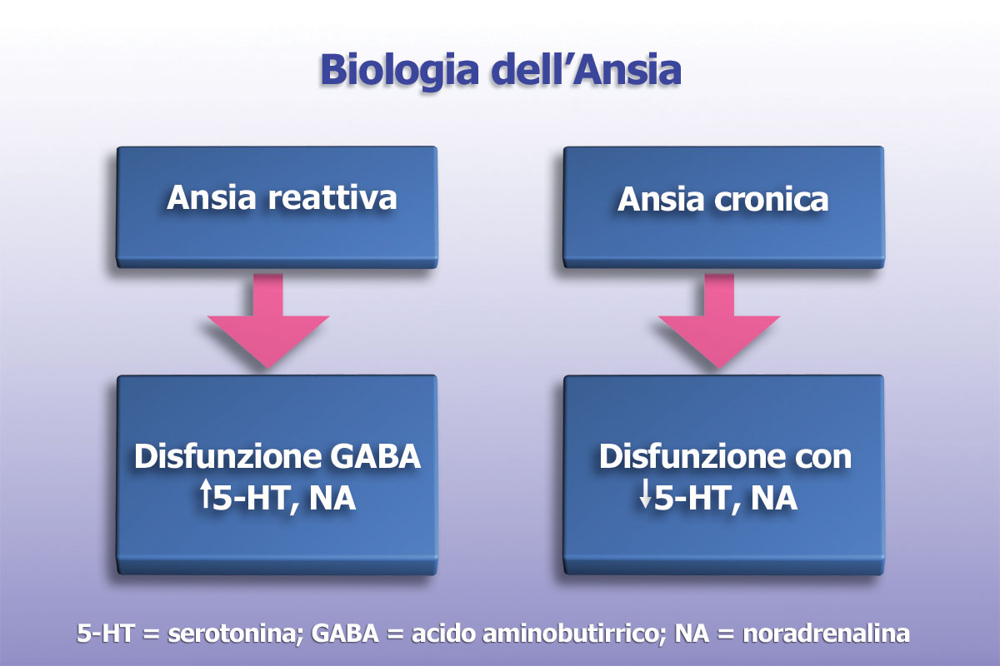 Biologia dell’Ansia
Ansia reattiva
Ansia cronica
Disfunzione GABA
↑5-HT, NA
Disfunzione con
↓5-HT, NA
5-HT = serotonina; GABA = acido aminobutirrico; NA = noradrenalina